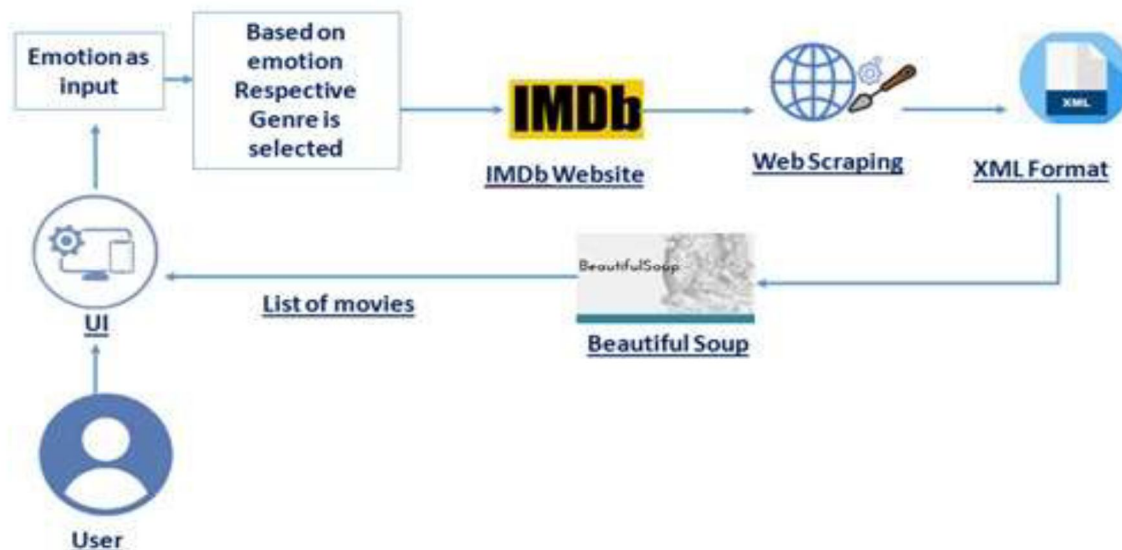 Emotion as
input
Based on
emotion
Respective
Genre is
selected
IMDb
IMDb Website
Web Scraping
XML
XML Format
UI
List of movies
BeautifulSoup
Beautiful Soup
User